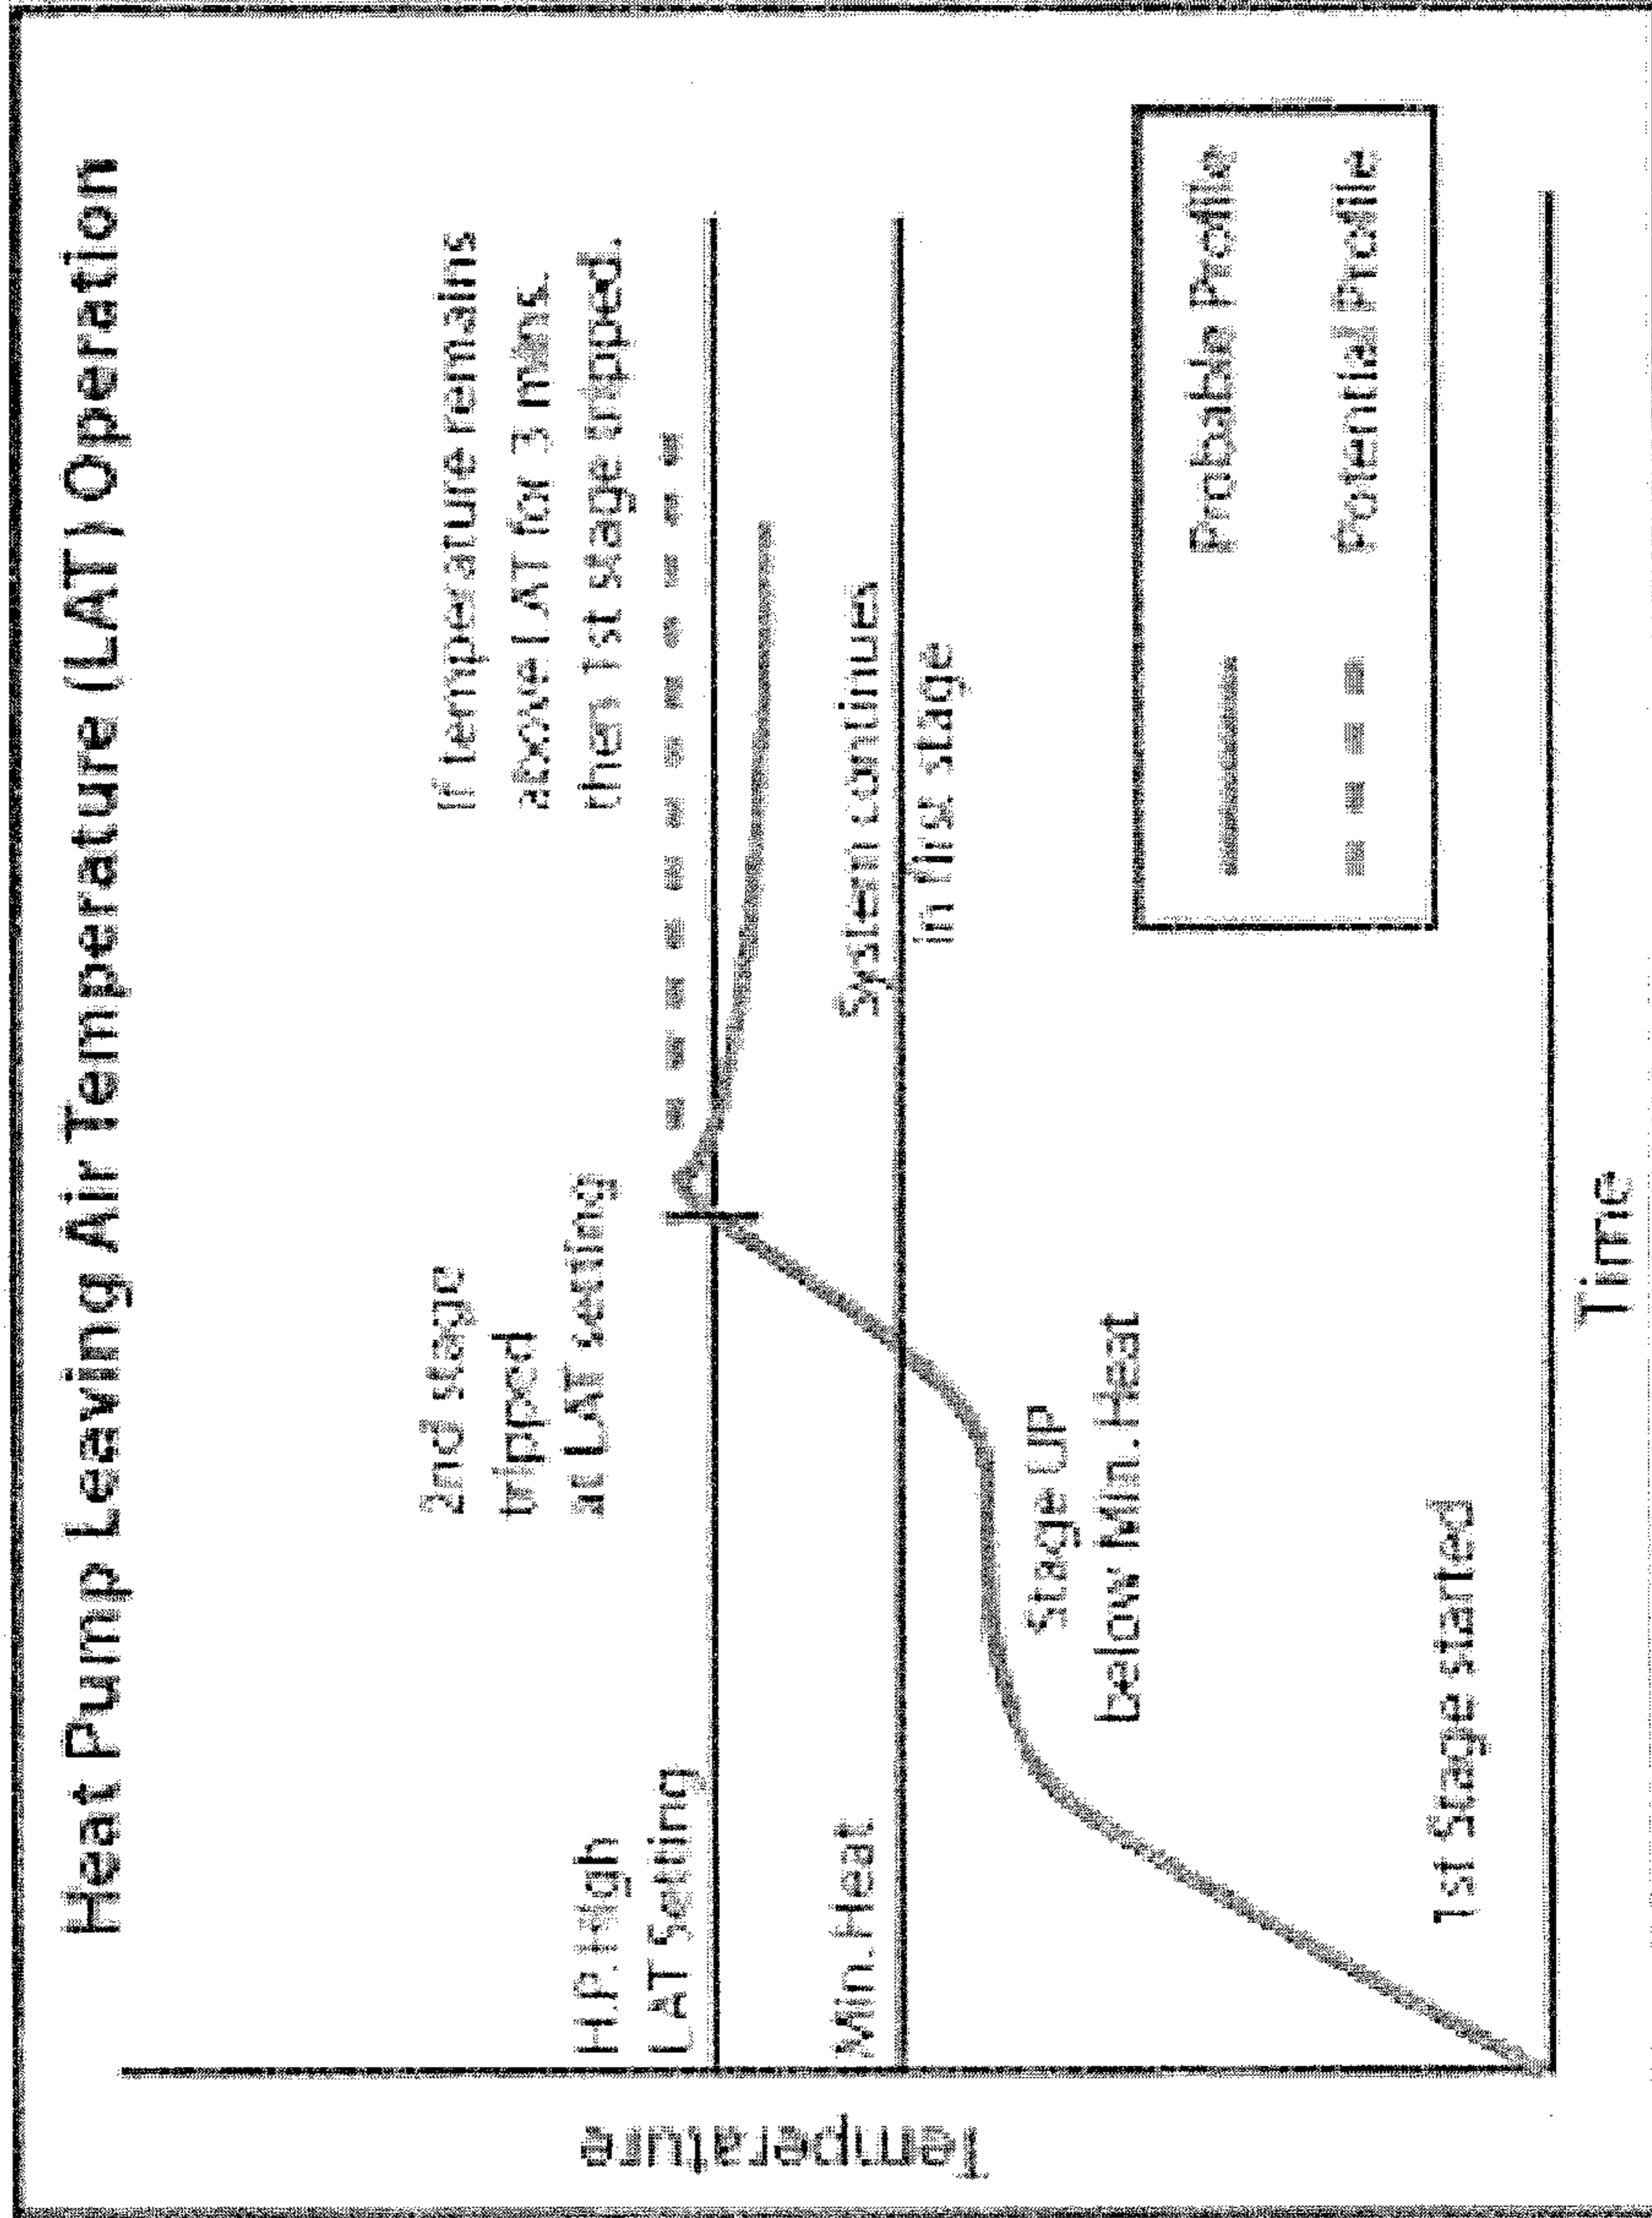 Heat Pump Leaving Air Temperature (LAT) Operation
If temperature remains
above LAT for 3 mins.
then 1st stage tripped.
2nd stage
tripped
at LAT setting
H.P. High
LAT Setting
Min. Heat
System continues
in first stage
Stage Up
below Min. Heat
1st Stage started
Probable Profile
Potential Profile
Temperature
Time